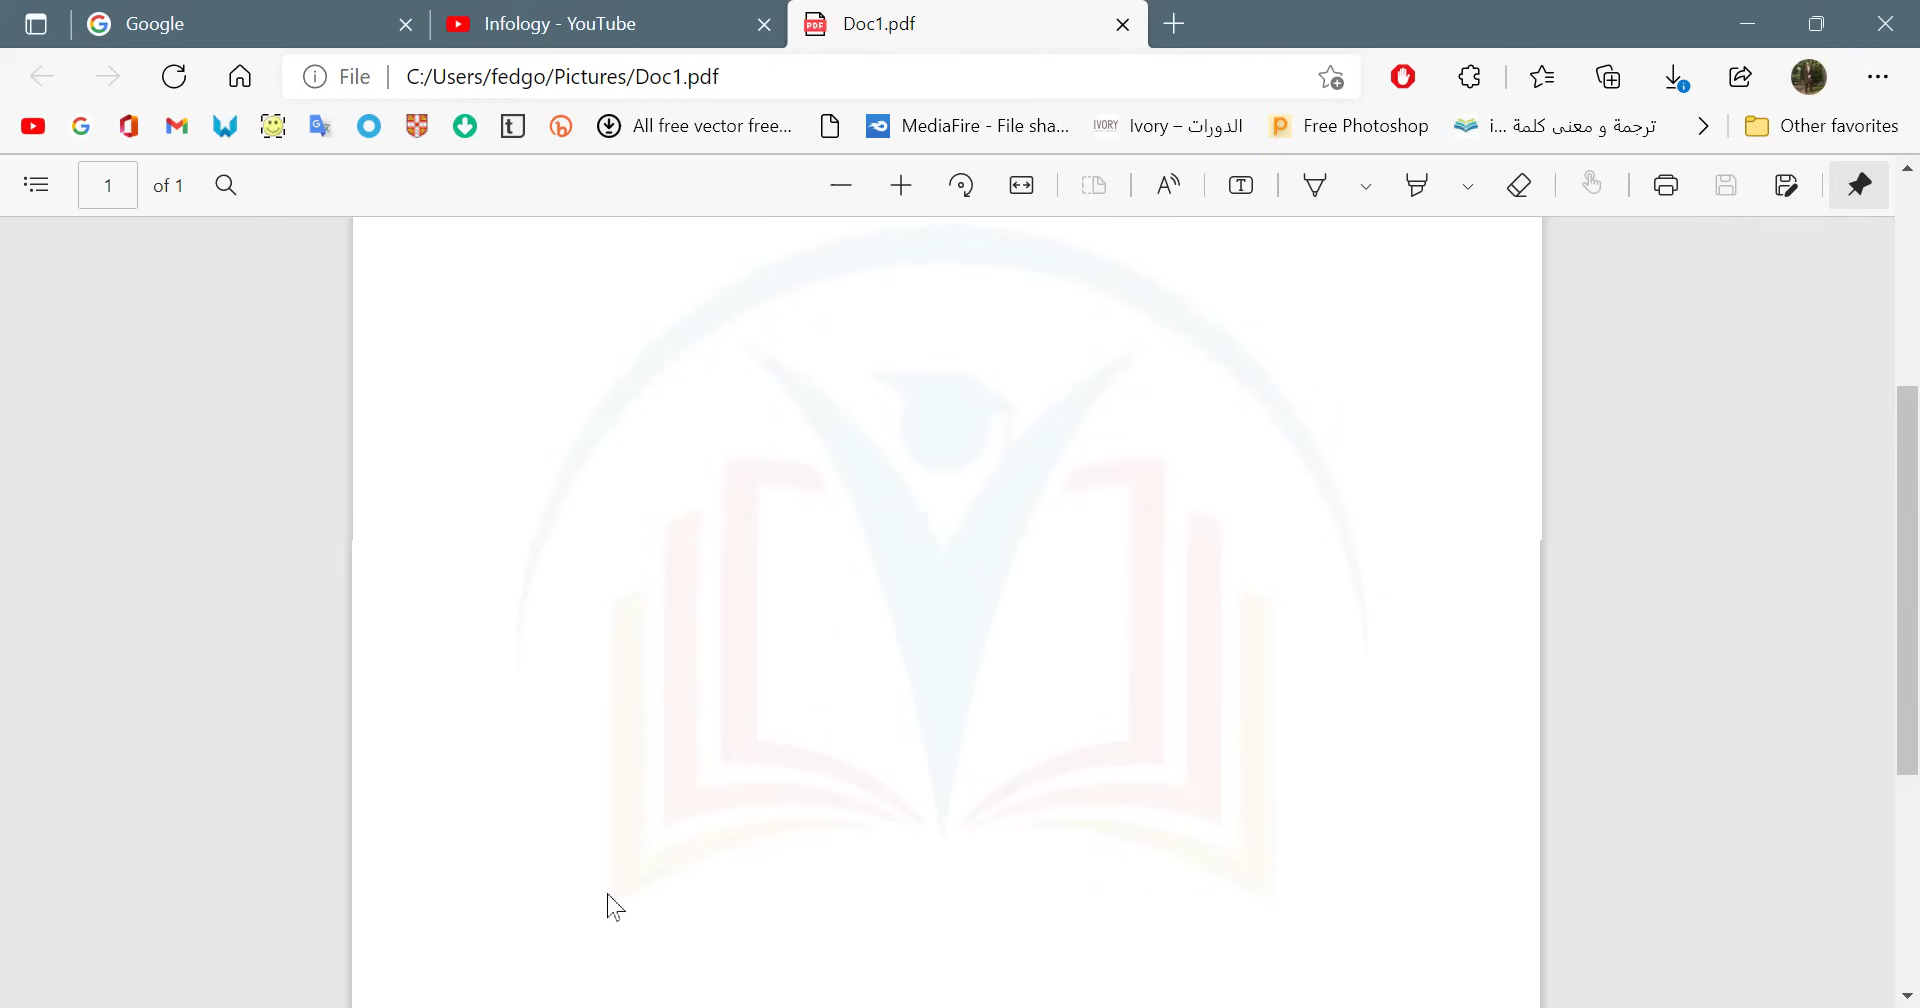 Google
Infology - YouTube
Doc1.pdf
File
C:/Users/fedgo/Pictures/Doc1.pdf
All free vector free...
MediaFire - File sha...
IVORY
Ivory – الدورات
Free Photoshop
ترجمة و معنى كلمة i...
Other favorites
1
of 1